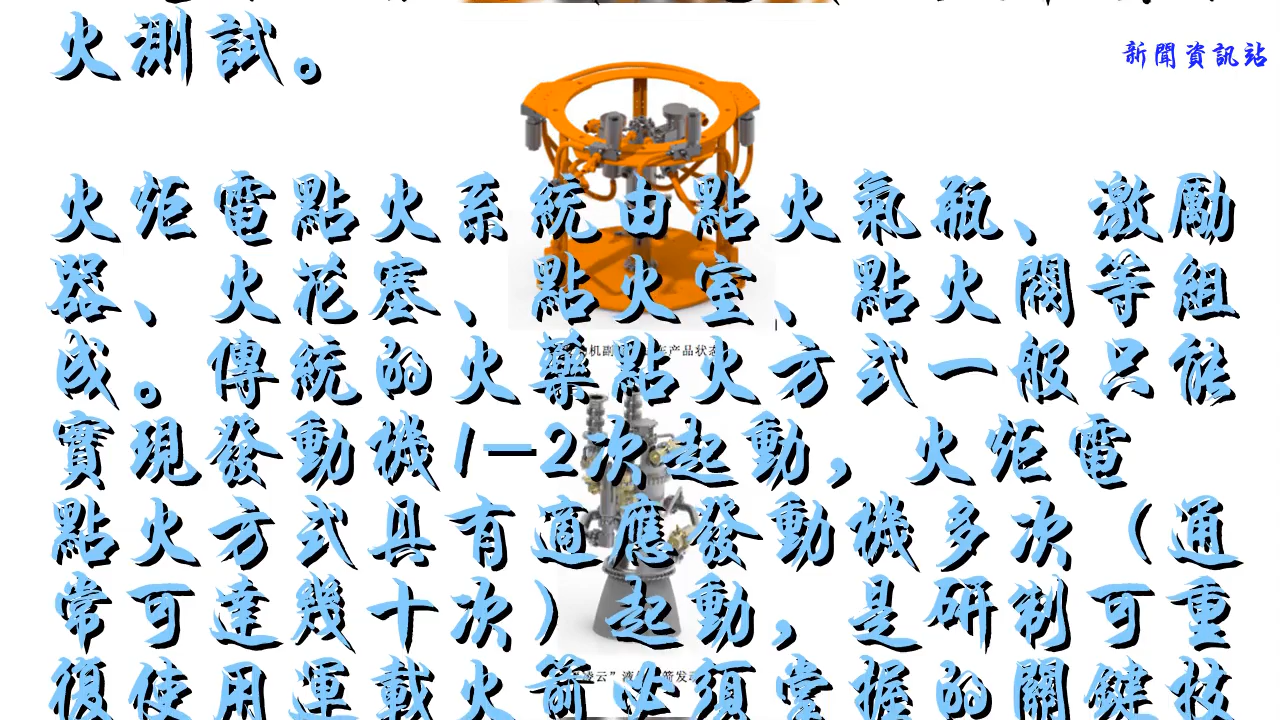 火測試。
新聞資訊站
火炬電點火系統由點火氣瓶、激勵
器、火花塞、點火室、點火閥等組
成。傳統的火藥點火方式一般只能
實現發動機1—2次起動，火炬電
點火方式具有適應發動機多次（通
常可達幾十次）起動，是研制可重
復使用運載火箭必須掌握的關鍵技